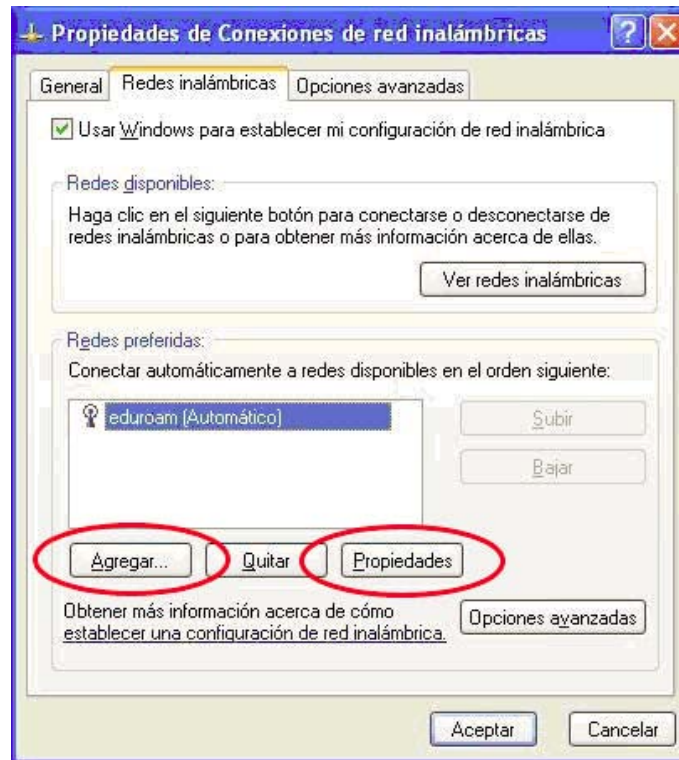 Propiedades de Conexiones de red inalámbricas
General Redes inalámbricas Opciones avanzadas
Usar Windows para establecer mi configuración de red inalámbrica
Redes disponibles:
Haga clic en el siguiente botón para conectarse o desconectarse de
redes inalámbricas o para obtener más información acerca de ellas.
Ver redes inalámbricas
Redes preferidas:
Conectar automáticamente a redes disponibles en el orden siguiente:
eduroam (Automático)
Subir
Bajar
Agregar... Quitar Propiedades
Obtener más información acerca de cómo
establecer una configuración de red inalámbrica.
Opciones avanzadas
Aceptar Cancelar